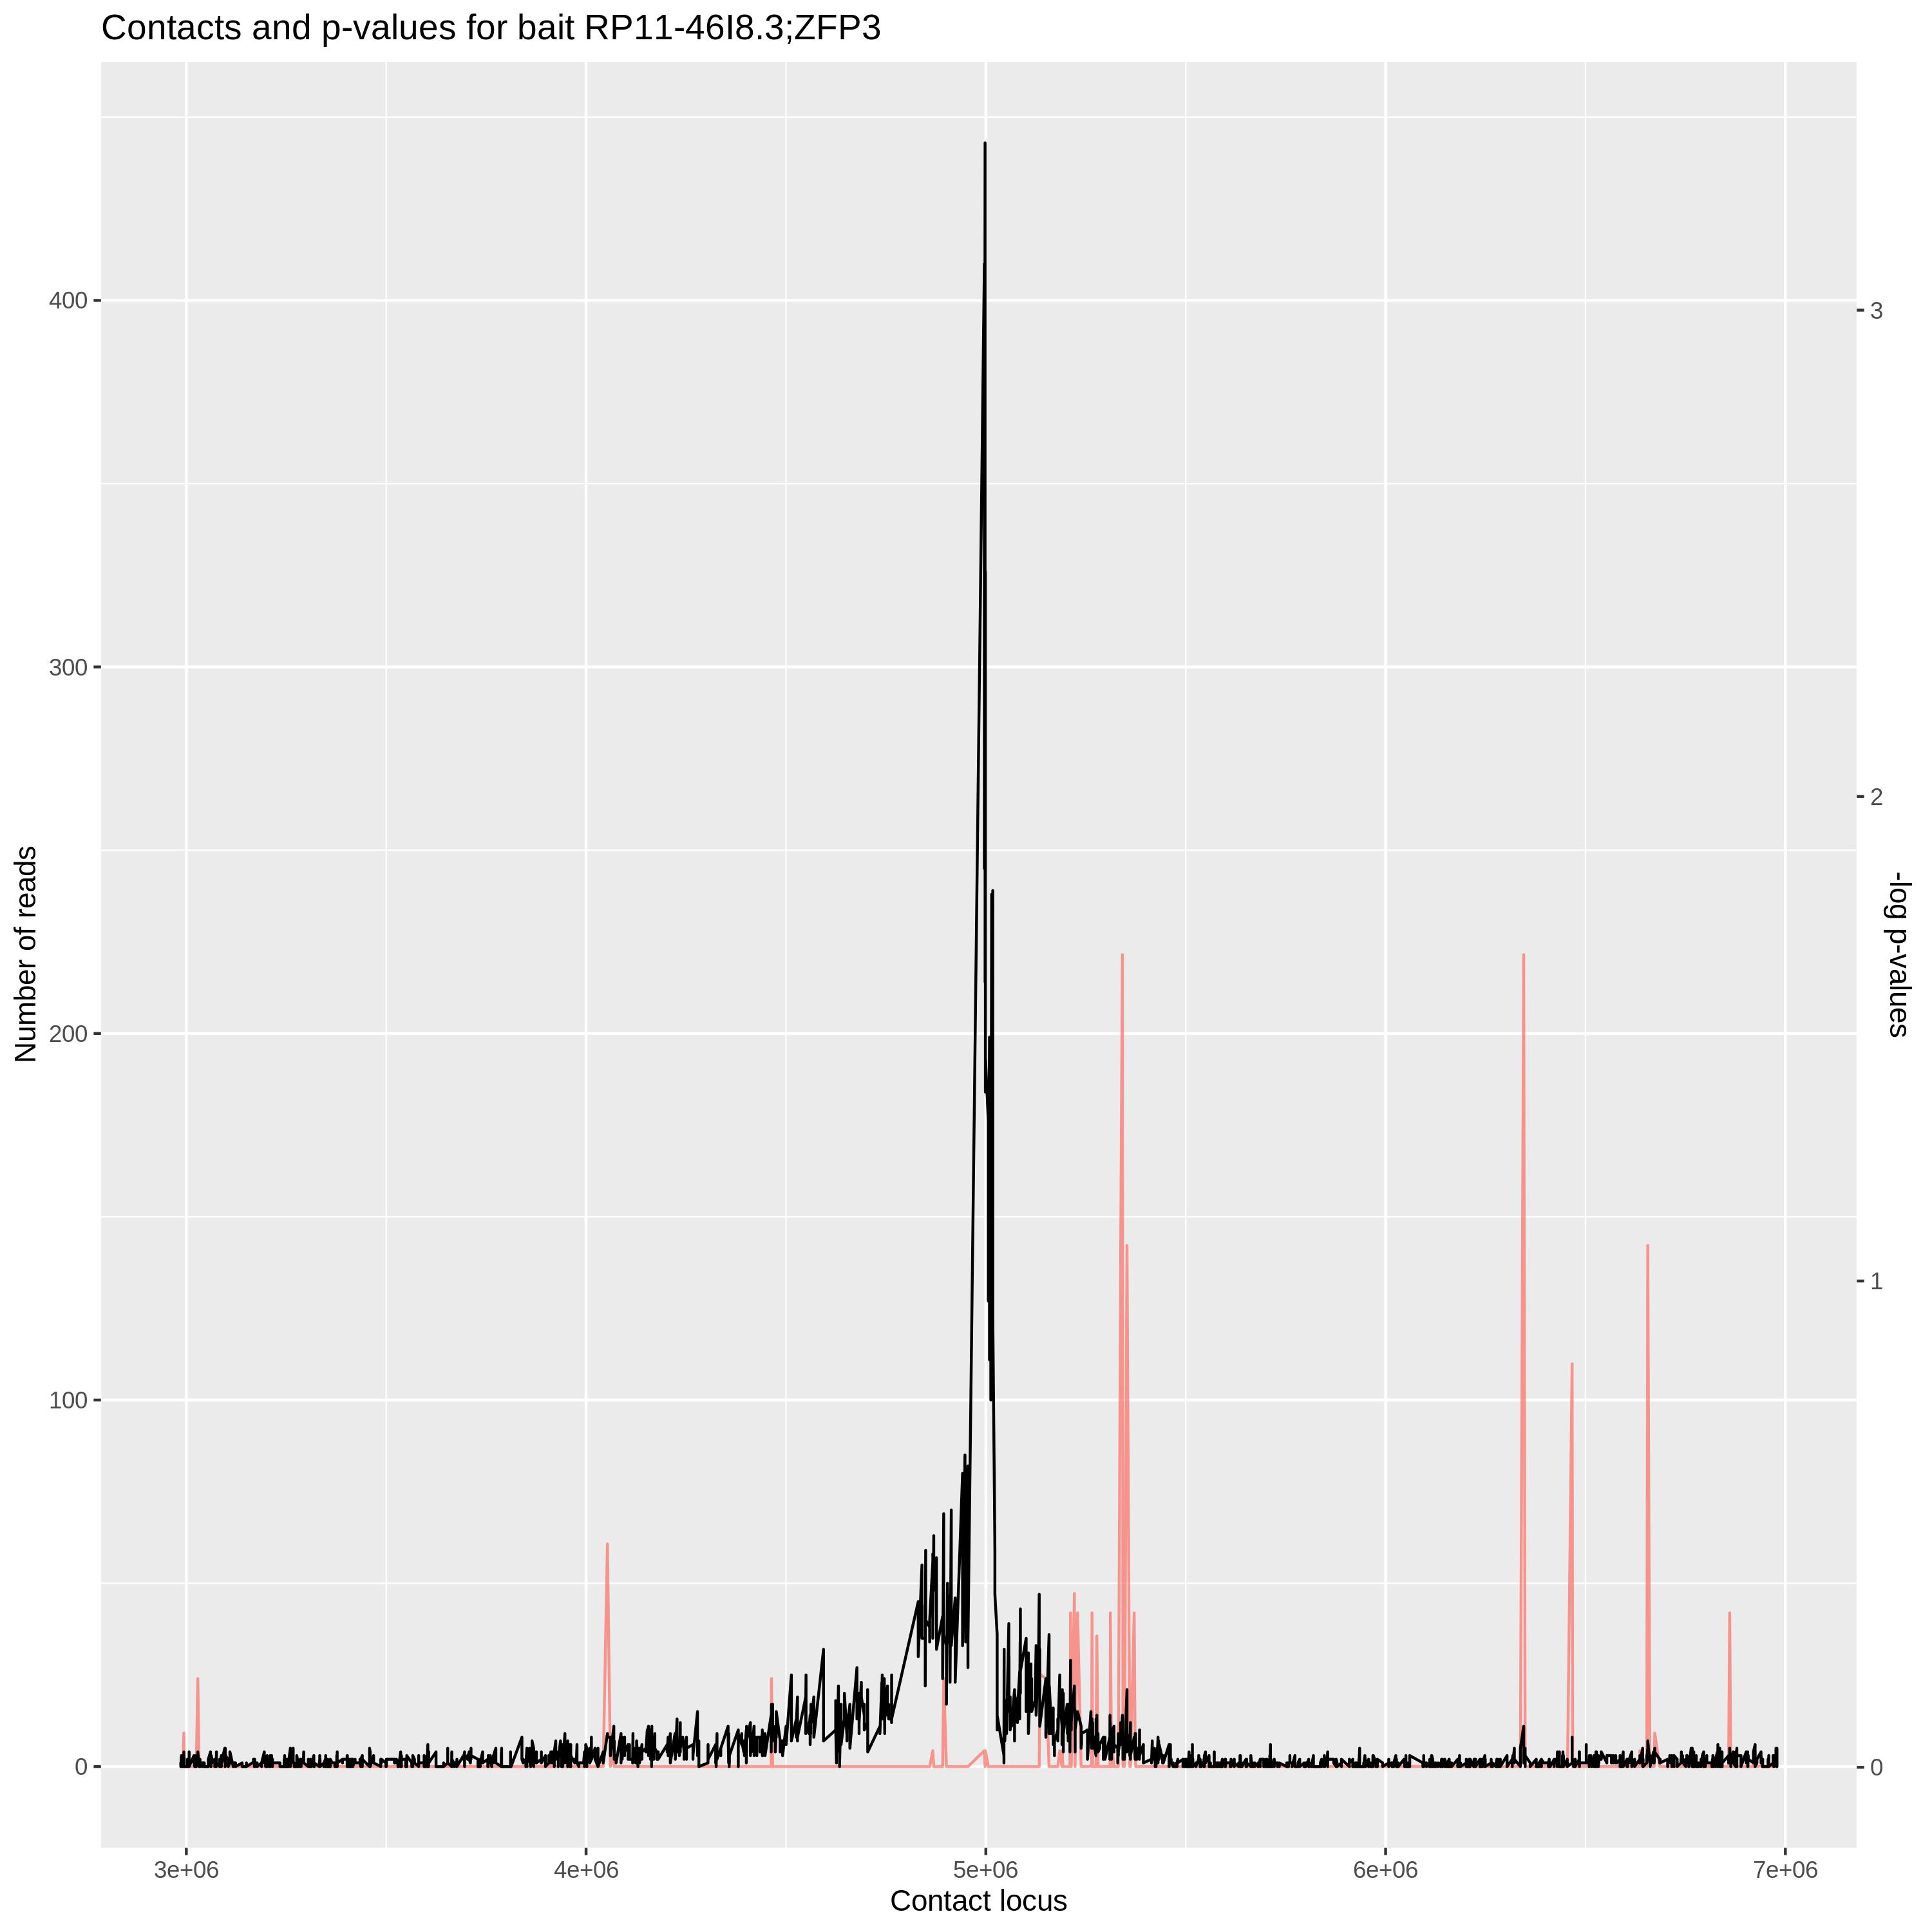 Contacts and p-values for bait RP11-46I8.3;ZFP3
400
300
200
100
0
Number of reads
3
2
1
0
-log p-values
3e+06 4e+06 5e+06 6e+06 7e+06
Contact locus